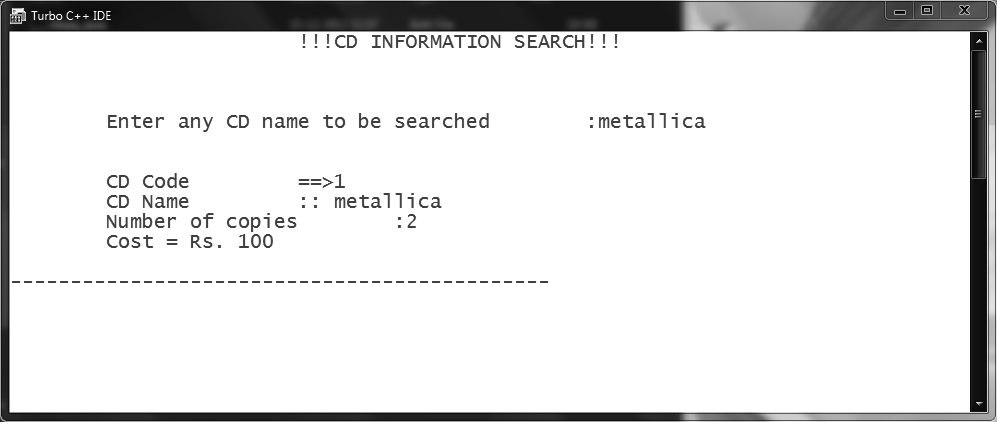 Turbo C++ IDE
!!!CD INFORMATION SEARCH!!!
Enter any CD name to be searched :metallica
CD Code ==>1
CD Name :: metallica
Number of copies :2
Cost = Rs. 100
---------------------------------------------